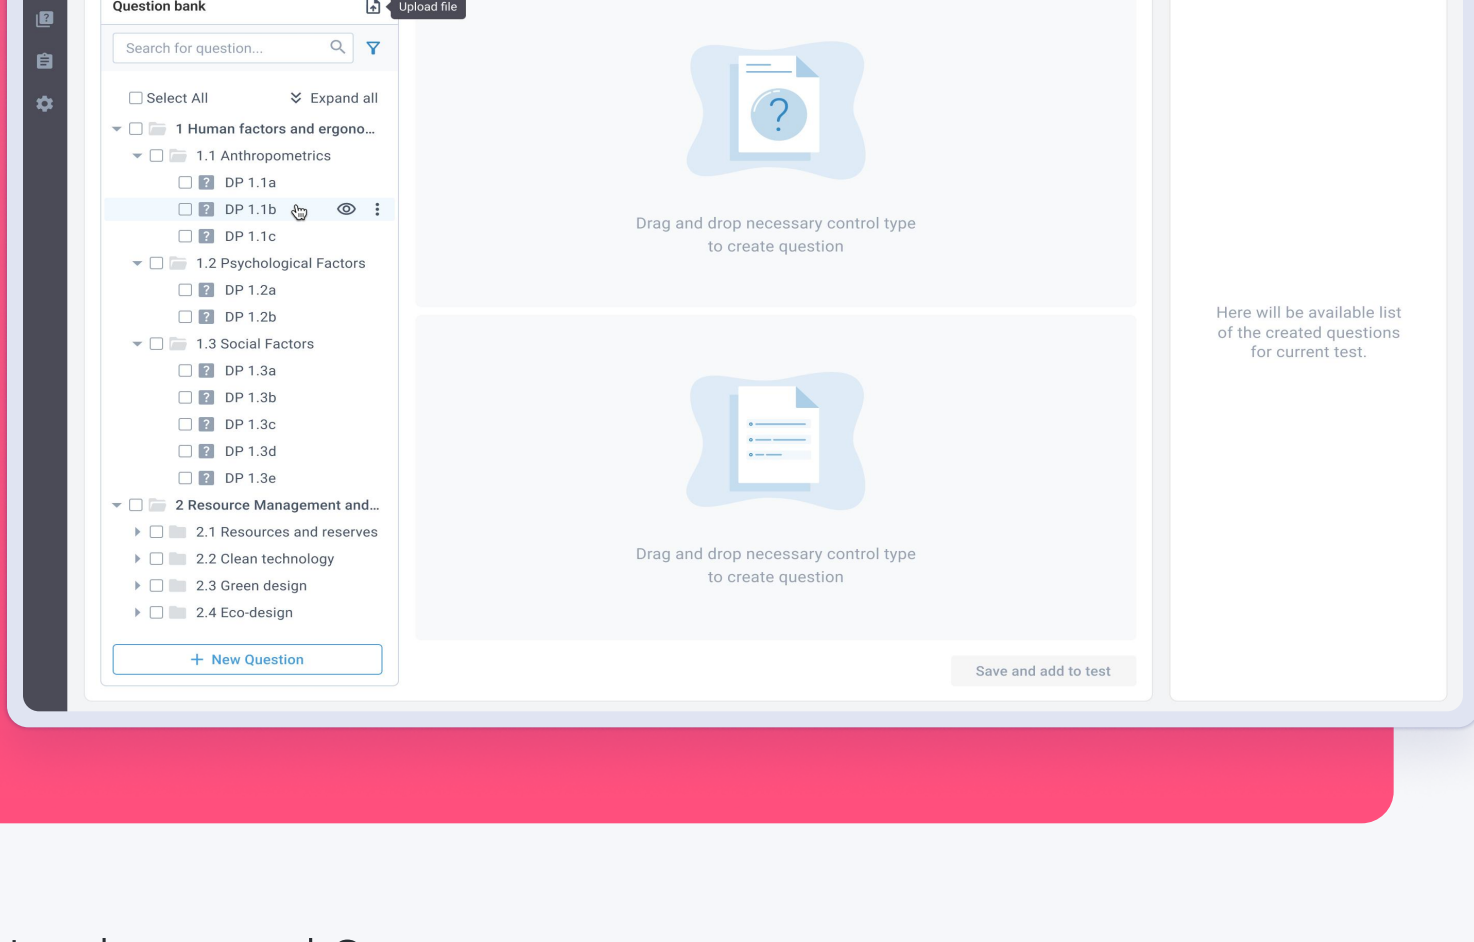 Question bank
Upload file
Search for question...
Select All
Expand all
1 Human factors and ergono...
1.1 Anthropometrics
DP 1.1a
DP 1.1b
DP 1.1c
1.2 Psychological Factors
DP 1.2a
DP 1.2b
1.3 Social Factors
DP 1.3a
DP 1.3b
DP 1.3c
DP 1.3d
DP 1.3e
2 Resource Management and...
2.1 Resources and reserves
2.2 Clean technology
2.3 Green design
2.4 Eco-design
+ New Question
?
Drag and drop necessary control type
to create question
Drag and drop necessary control type
to create question
Save and add to test
Here will be available list
of the created questions
for current test.